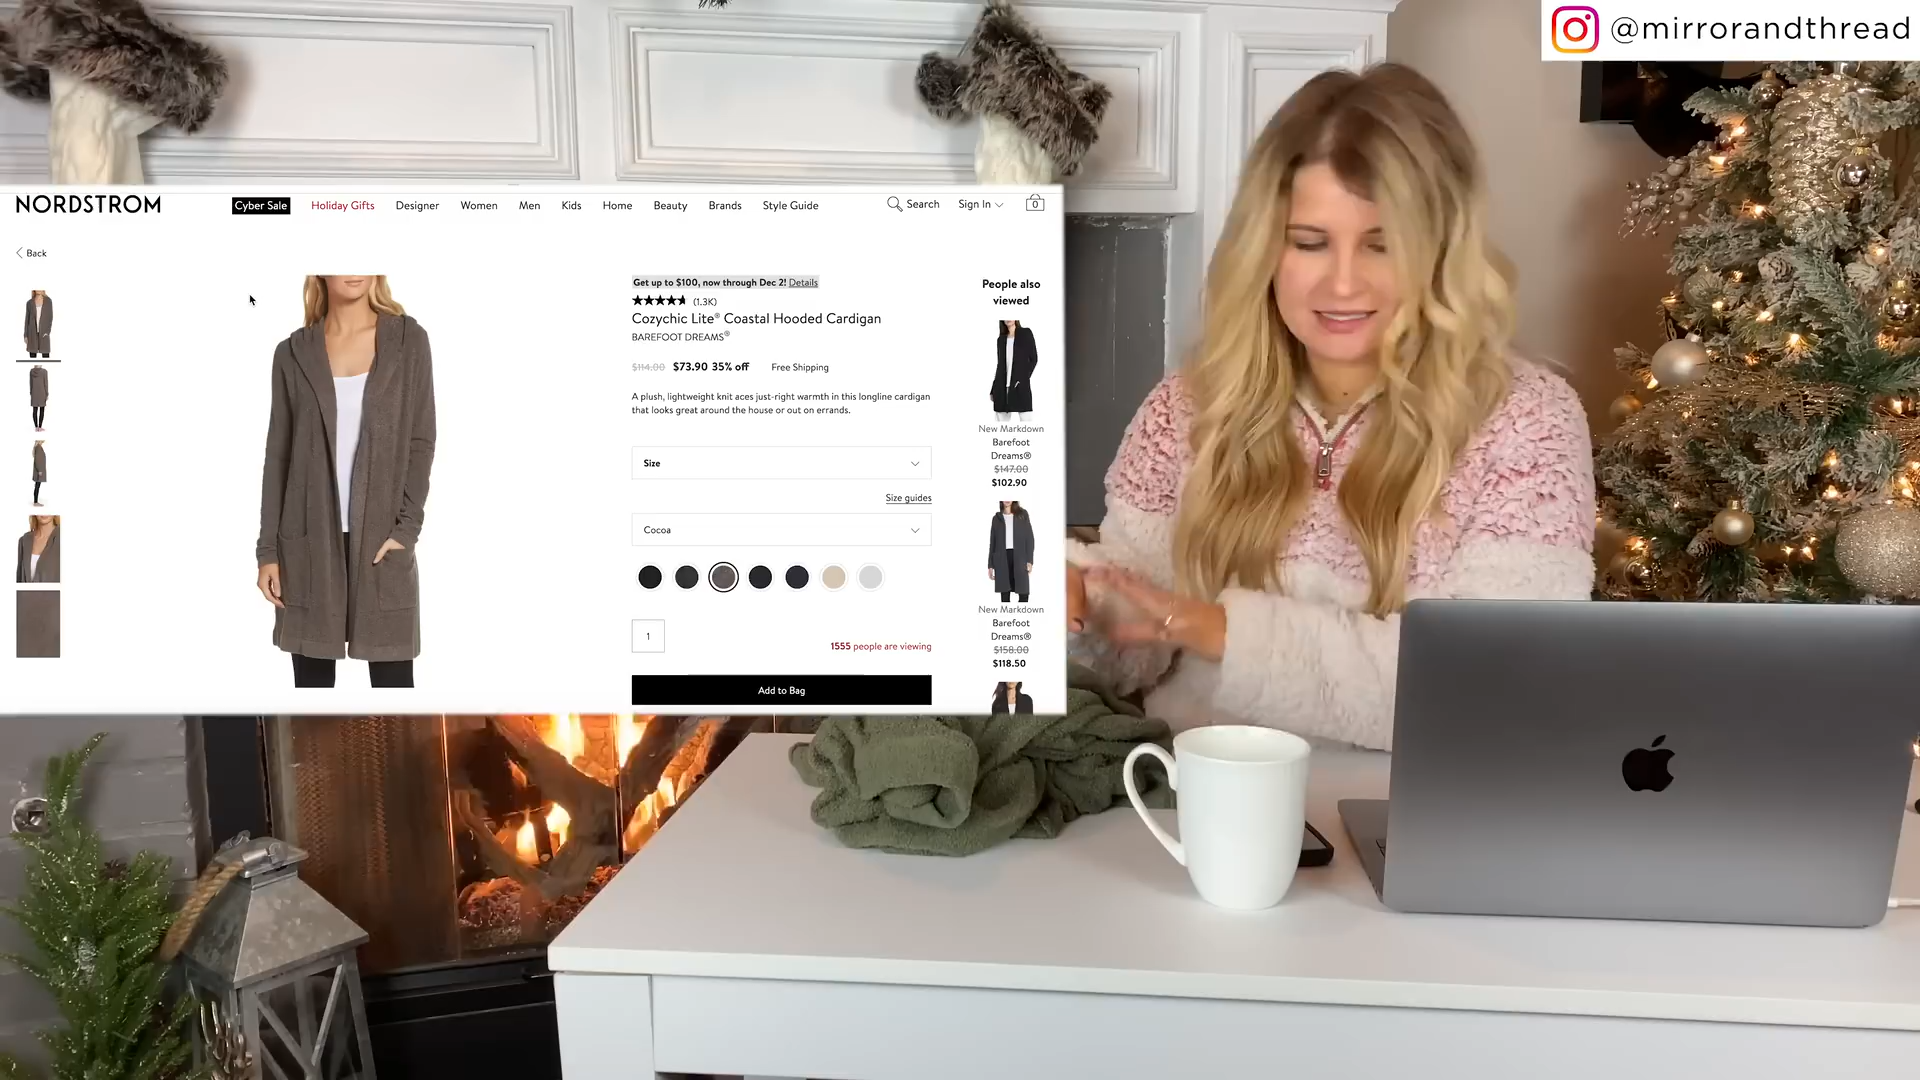 @mirrorandthread
NORDSTROM
Cyber Sale
Holiday Gifts
Designer
Women
Men
Kids
Home
Beauty
Brands
Style Guide
Search
Sign In
0
Back
Get up to $100, now through Dec 2! Details
(1.3K)
Cozychic Lite® Coastal Hooded Cardigan
BAREFOOT DREAMS®
$114.00 $73.90 35% off Free Shipping
A plush, lightweight knit aces just-right warmth in this longline cardigan
that looks great around the house or out on errands.
Size
Size guides
Cocoa
1
1555 people are viewing
Add to Bag
People also
viewed
New Markdown
Barefoot
Dreams®
$147.00
$102.90
New Markdown
Barefoot
Dreams®
$158.00
$118.50